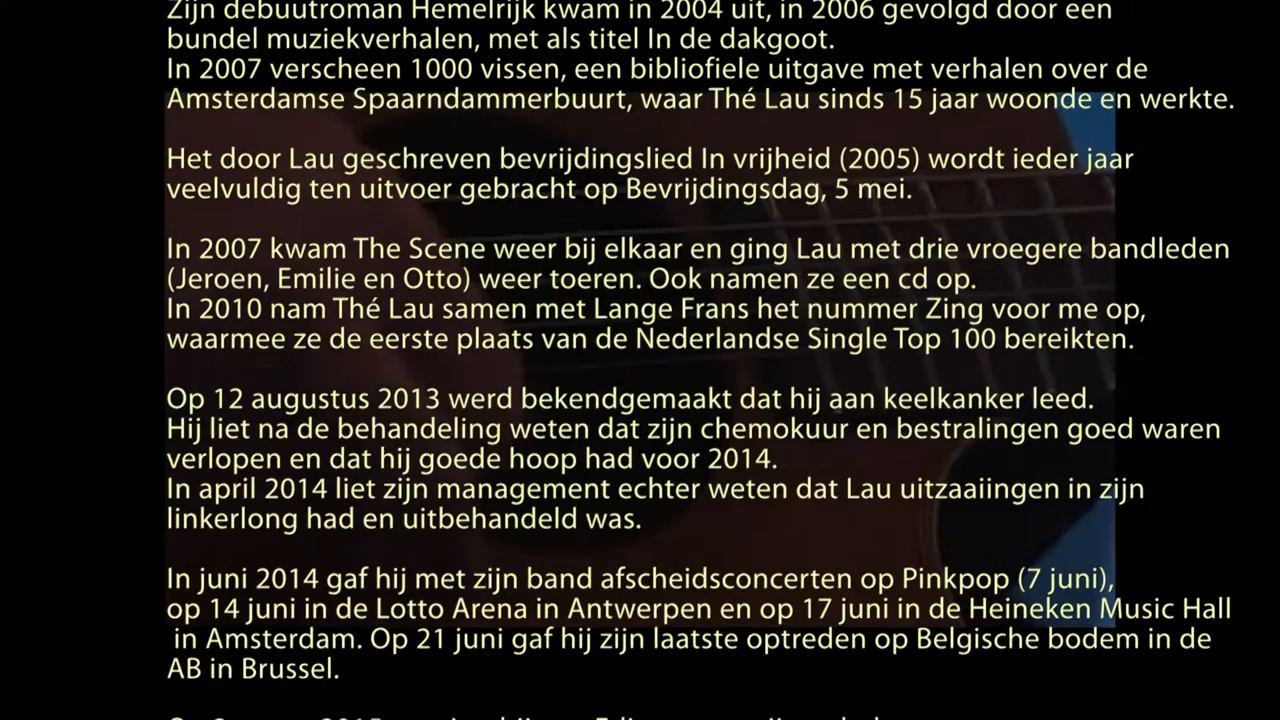 Zijn debuutroman Hemelrijk kwam in 2004 uit, in 2006 gevolgd door een
bundel muziekverhalen, met als titel In de dakgoot.
In 2007 verscheen 1000 vissen, een bibliofiele uitgave met verhalen over de
Amsterdamse Spaarndammerbuurt, waar Thé Lau sinds 15 jaar woonde en werkte.
Het door Lau geschreven bevrijdingslied In vrijheid (2005) wordt ieder jaar
veelvuldig ten uitvoer gebracht op Bevrijdingsdag, 5 mei.
In 2007 kwam The Scene weer bij elkaar en ging Lau met drie vroegere bandleden
(Jeroen, Emilie en Otto) weer toeren. Ook namen ze een cd op.
In 2010 nam Thé Lau samen met Lange Frans het nummer Zing voor me op,
waarmee ze de eerste plaats van de Nederlandse Single Top 100 bereikten.
Op 12 augustus 2013 werd bekendgemaakt dat hij aan keelkanker leed.
Hij liet na de behandeling weten dat zijn chemokuur en bestralingen goed waren
verlopen en dat hij goede hoop had voor 2014.
In april 2014 liet zijn management echter weten dat Lau uitzaaiingen in zijn
linkerlong had en uitbehandeld was.
In juni 2014 gaf hij met zijn band afscheidsconcerten op Pinkpop (7 juni),
op 14 juni in de Lotto Arena in Antwerpen en op 17 juni in de Heineken Music Hall
in Amsterdam. Op 21 juni gaf hij zijn laatste optreden op Belgische bodem in de
AB in Brussel.